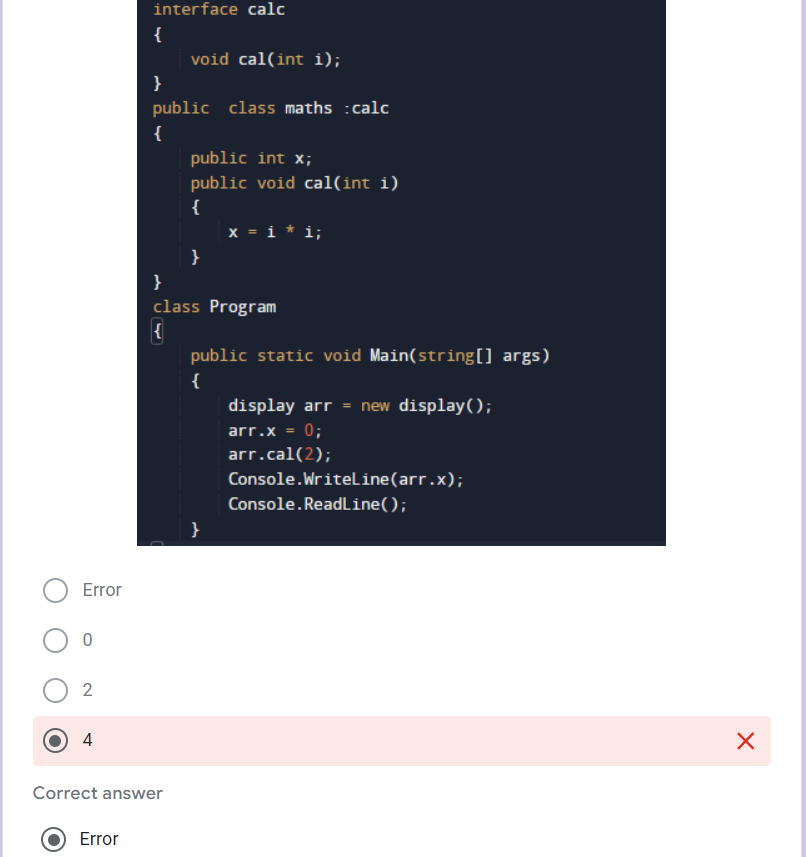 interface calc
{
void cal(int i);
}
public  class maths :calc
{
public int x;
public void cal(int i)
{
x = i * i;
}
}
class Program
{
public static void Main(string[] args)
{
display arr = new display();
arr.x = 0;
arr.cal(2);
Console.WriteLine(arr.x);
Console.ReadLine();
}
Error
0
2
4
Correct answer
Error